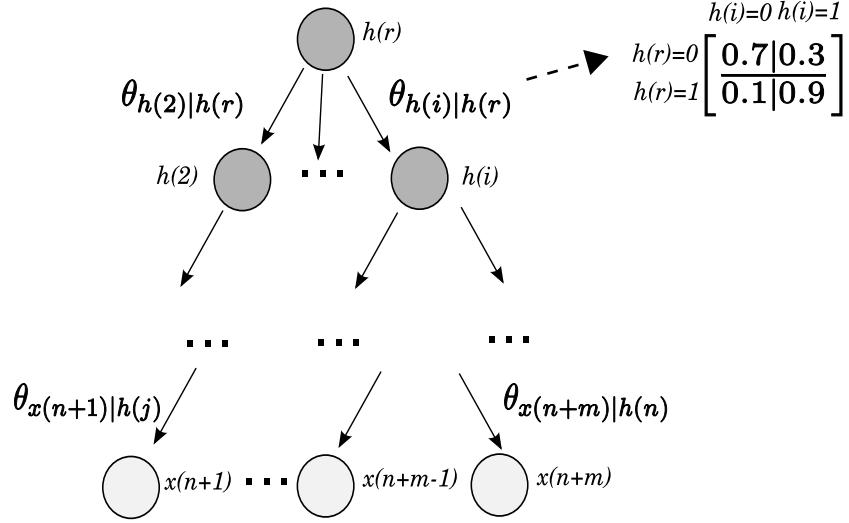 h(i)=0 h(i)=1
h(r)
h(r)=0 0.7|0.3
h(r)=1 0.1|0.9
θh(2)|h(r)
θh(i)|h(r)
h(2)
...
h(i)
... ... ...
θx(n+1)|h(j)
θx(n+m)|h(n)
x(n+1) ... x(n+m-1) x(n+m)